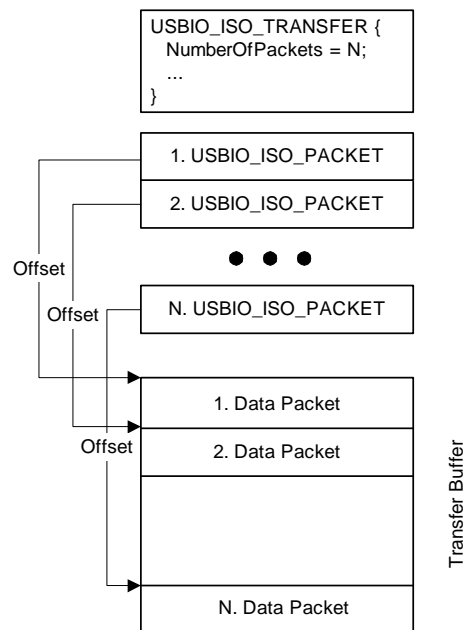 USBIO_ISO_TRANSFER {
NumberOfPackets = N;
...
}
1. USBIO_ISO_PACKET
2. USBIO_ISO_PACKET
Offset
Offset
N. USBIO_ISO_PACKET
1. Data Packet
Offset
2. Data Packet
Transfer Buffer
N. Data Packet